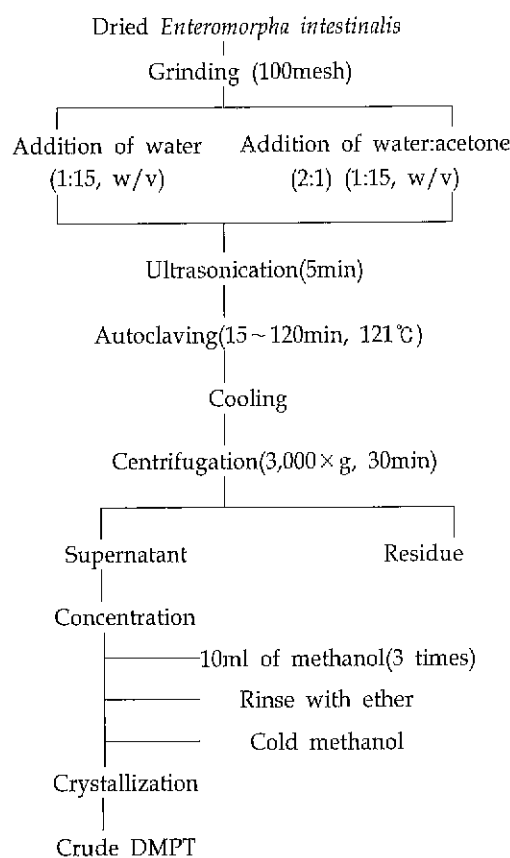 Dried Enteromorpha intestinalis
Grinding (100mesh)
Addition of water
(1:15, w/v)
Addition of water:acetone
(2:1) (1:15, w/v)
Ultrasonication(5min)
Autoclaving(15~120min, 121℃)
Cooling
Centrifugation(3,000×g, 30min)
Supernatant
Residue
Concentration
10ml of methanol(3 times)
Rinse with ether
Cold methanol
Crystallization
Crude DMPT